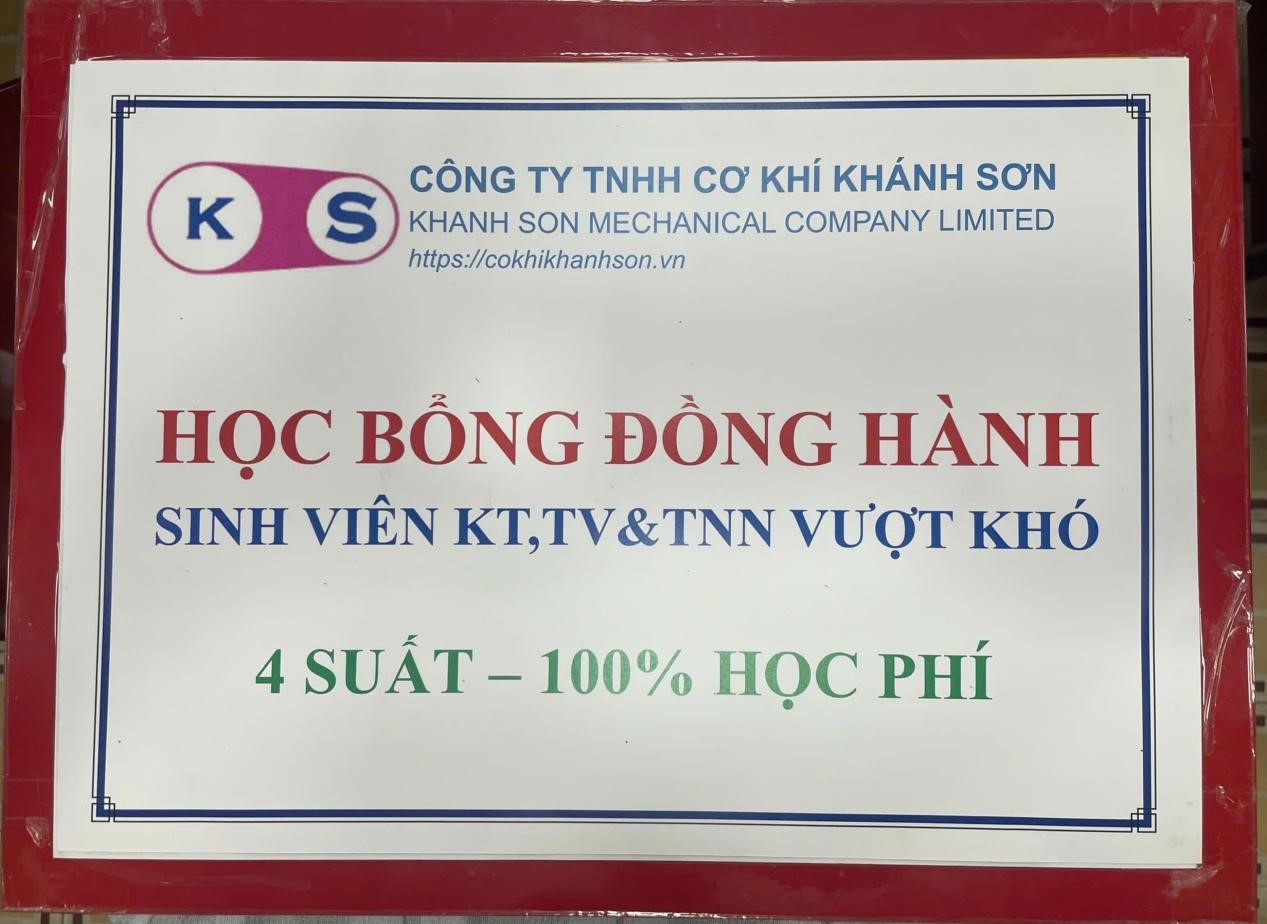 K S
CÔNG TY TNHH CƠ KHÍ KHÁNH SƠN
KHANH SON MECHANICAL COMPANY LIMITED
https://cokhikhanhson.vn
HỌC BỔNG ĐỒNG HÀNH
SINH VIÊN KT,TV&TNN VƯỢT KHÓ
4 SUẤT – 100% HỌC PHÍ